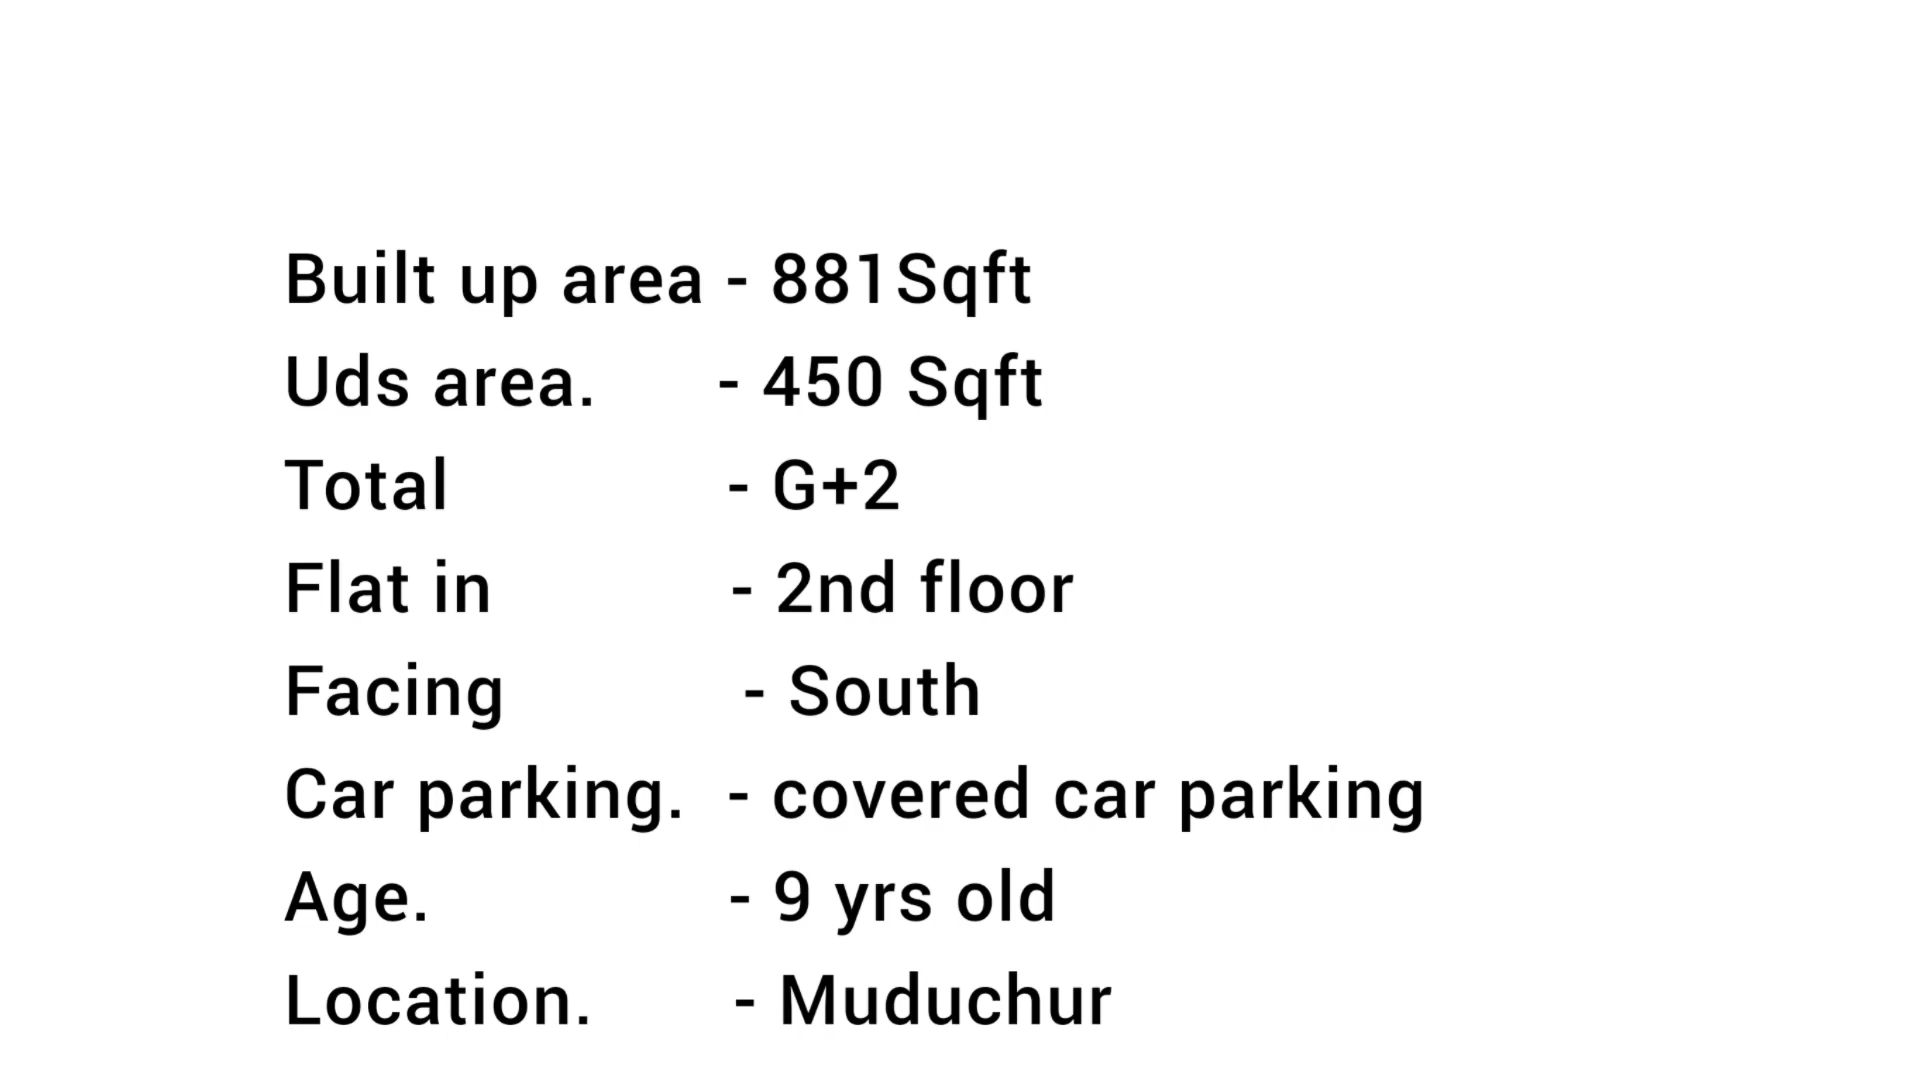 Built up area - 881Sqft
Uds area. - 450 Sqft
Total - G+2
Flat in - 2nd floor
Facing - South
Car parking. - covered car parking
Age. - 9 yrs old
Location. - Muduchur